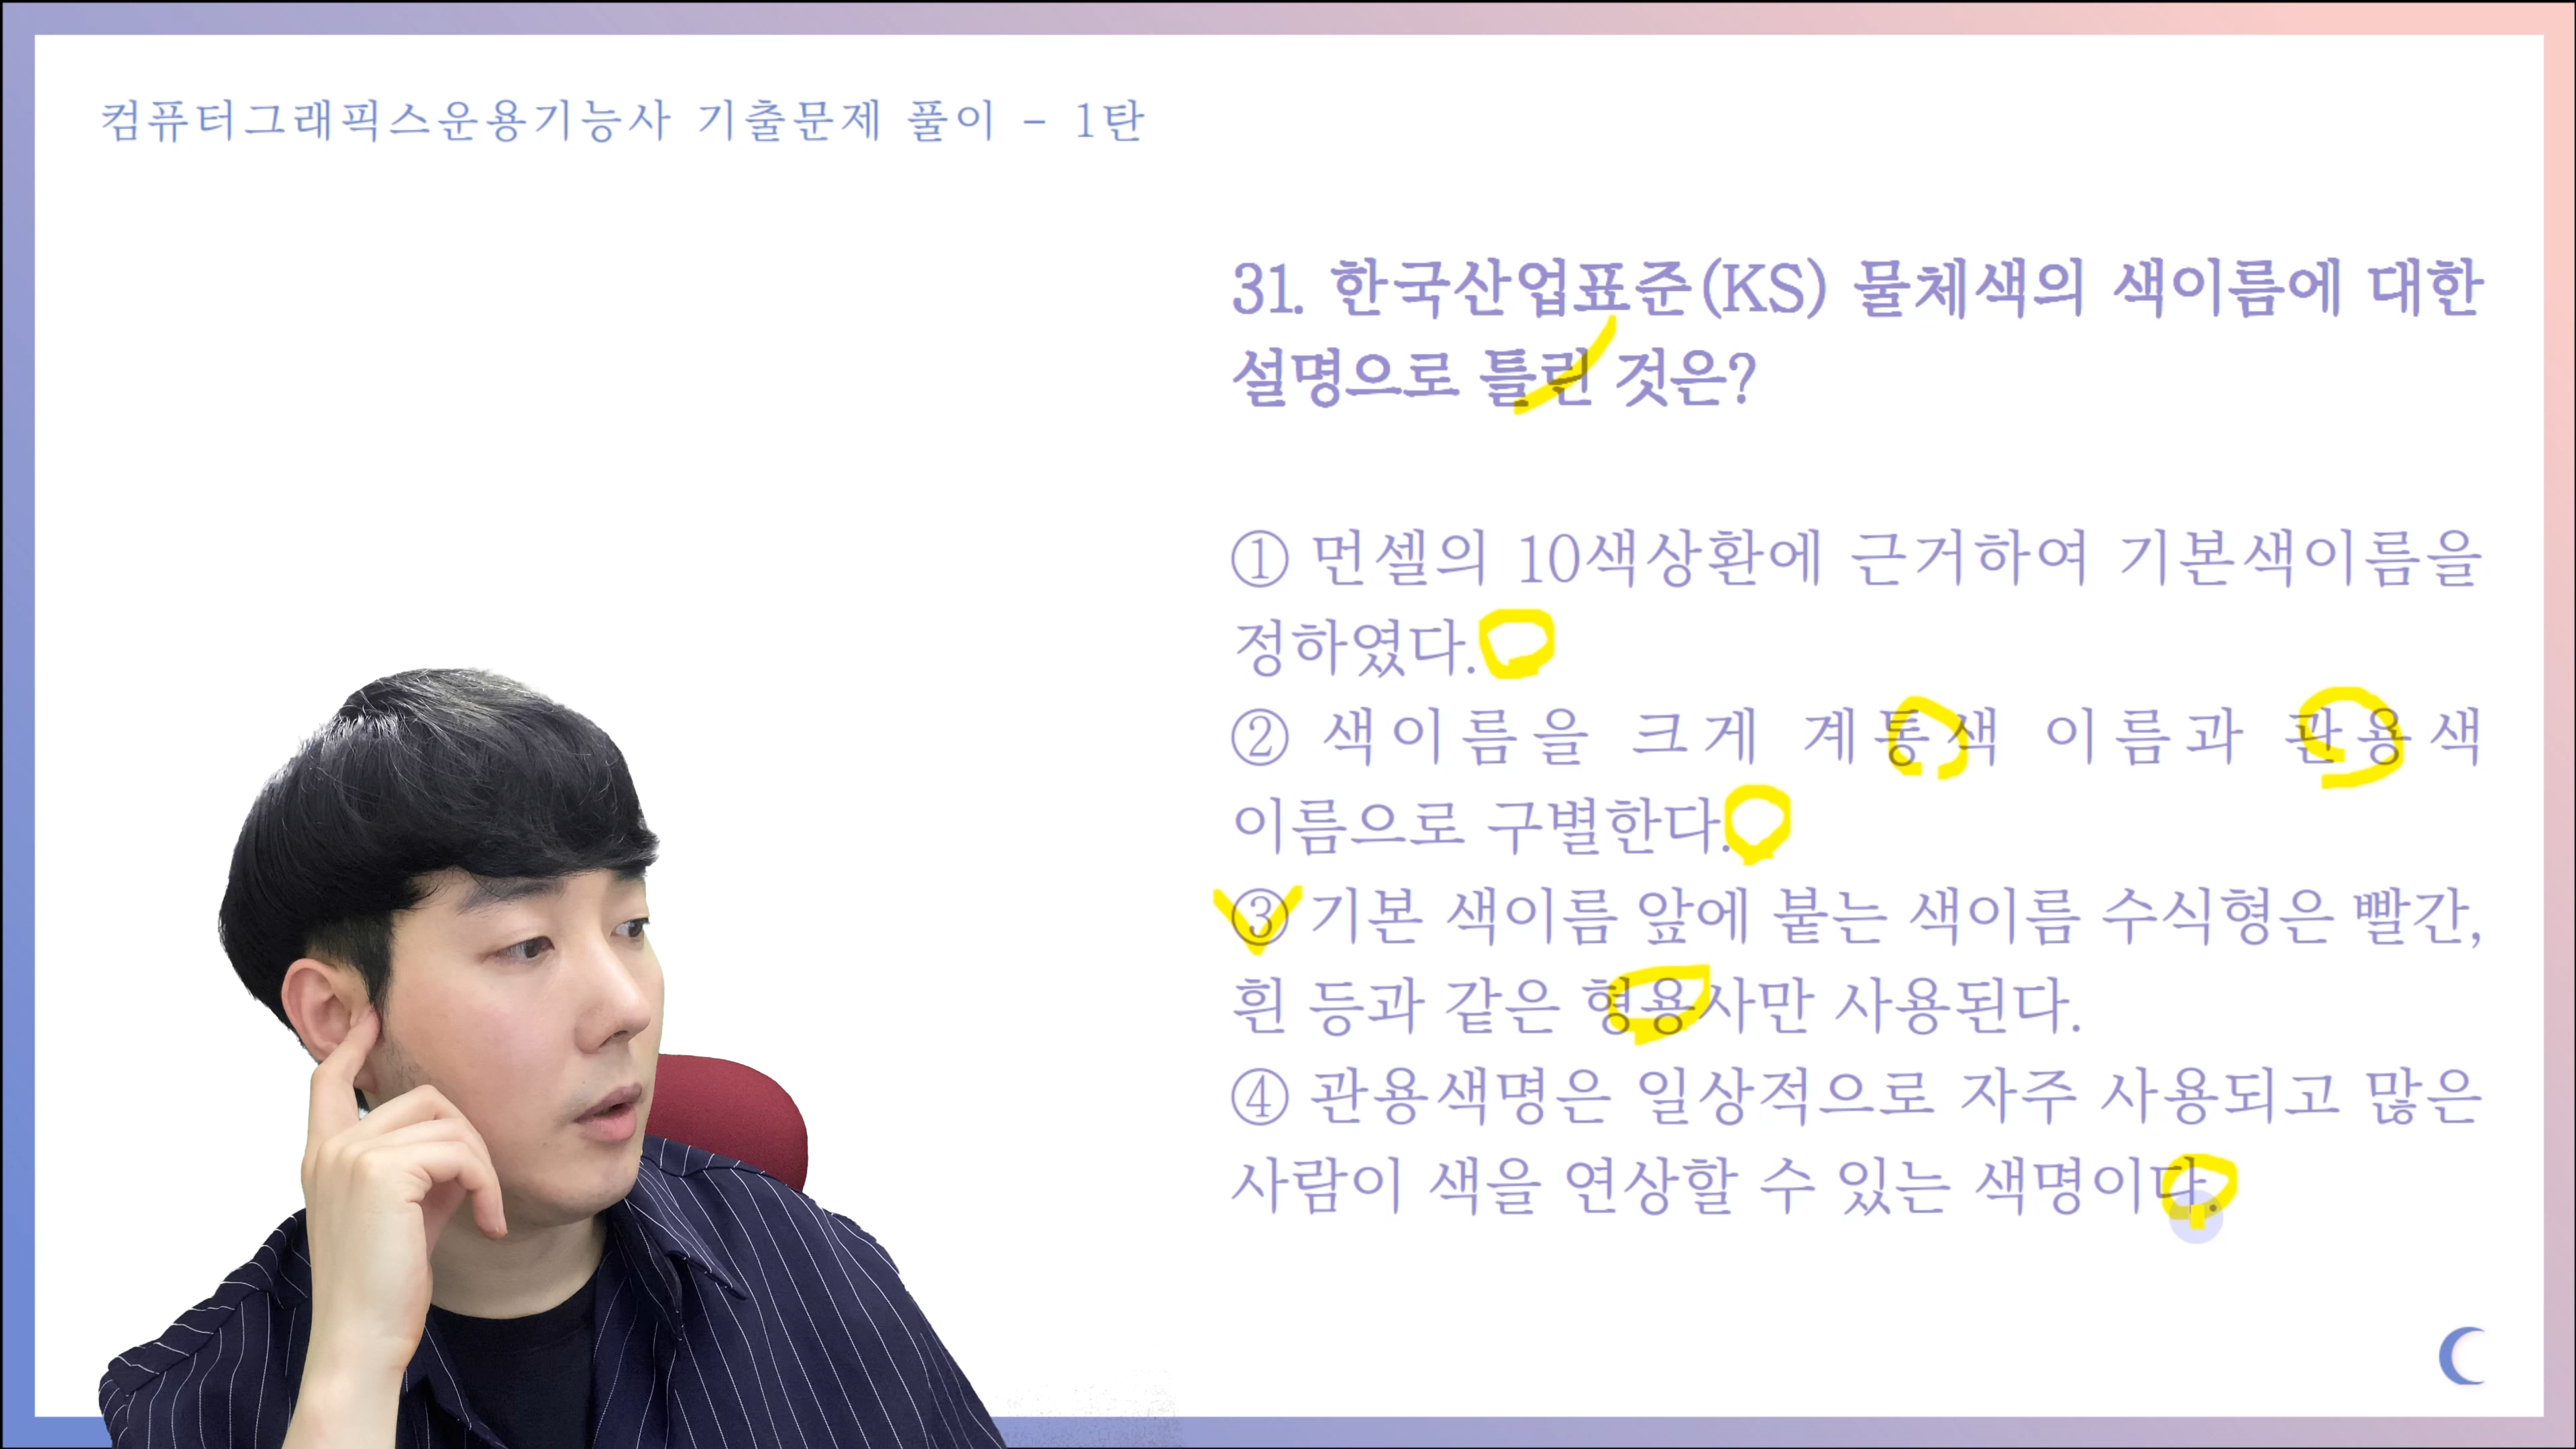 컴퓨터그래픽스운용기능사 기출문제 풀이 - 1탄
31. 한국산업표준(KS) 물체색의 색이름에 대한
설명으로 틀린 것은?
① 먼셀의 10색상환에 근거하여 기본색이름을
정하였다.
② 색이름을 크게 계통색 이름과 관용색
이름으로 구별한다.
③ 기본 색이름 앞에 붙는 색이름 수식형은 빨간,
흰 등과 같은 형용사만 사용된다.
④ 관용색명은 일상적으로 자주 사용되고 많은
사람이 색을 연상할 수 있는 색명이다.